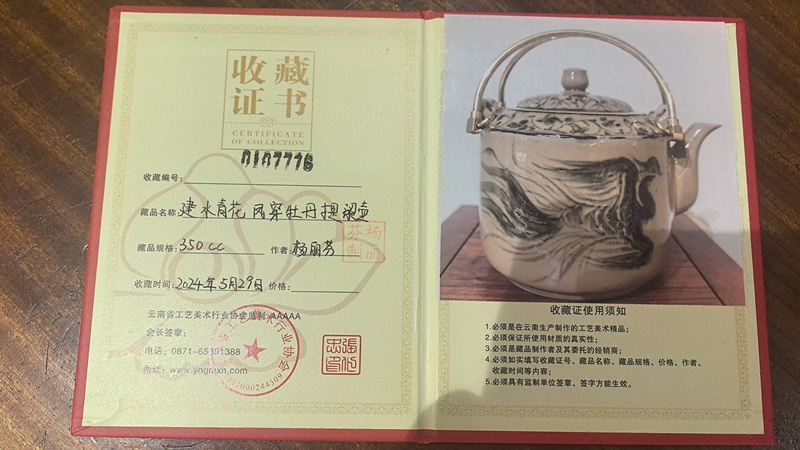 收藏
证书
CERTIFICATE
OF COLLECTION
0107776
收藏编号：
藏品名称：建水青花 凤穿牡丹提梁壶
藏品规格：350CC 作者：杨丽芬
收藏时间：2024年5月29日 价格：
云南省工艺美术行业协会监制 AAAAA
会长签章：
电话：0871-65391388
网址：www.yngmxh.com
收藏证使用须知
1.必须是在云南生产制作的工艺美术精品；
2.必须保证所使用材质的真实性；
3.必须是藏品制作者及其委托的经销商；
4.必须如实填写收藏证号、藏品名称、藏品规格、价格、作者、
收藏时间等内容；
5.必须具有监制单位签章、签字方能生效。